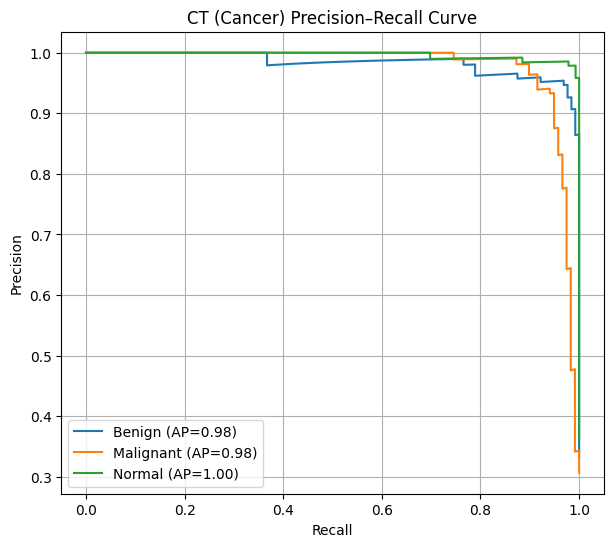 CT (Cancer) Precision–Recall Curve
Precision
1.0
0.9
0.8
0.7
0.6
0.5
0.4
0.3
Benign (AP=0.98)
Malignant (AP=0.98)
Normal (AP=1.00)
0.0 0.2 0.4 0.6 0.8 1.0
Recall